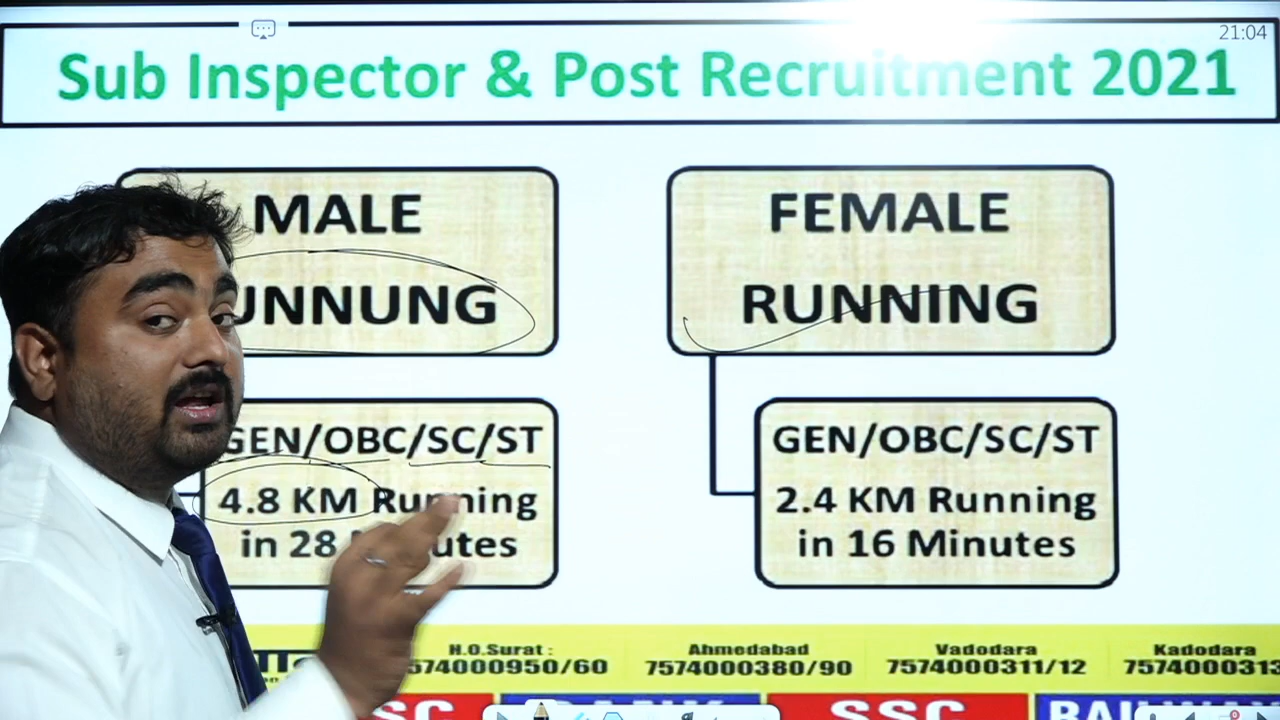 21:04
Sub Inspector & Post Recruitment 2021
MALE
UNNUNG
GEN/OBC/SC/ST
4.8 KM Running
in 28 utes
FEMALE
RUNNING
GEN/OBC/SC/ST
2.4 KM Running
in 16 Minutes
H.O.Surat :
574000950/60
Ahmedabad
7574000380/90
Vadodara
7574000311/12
Kadodara
757400031
SSC